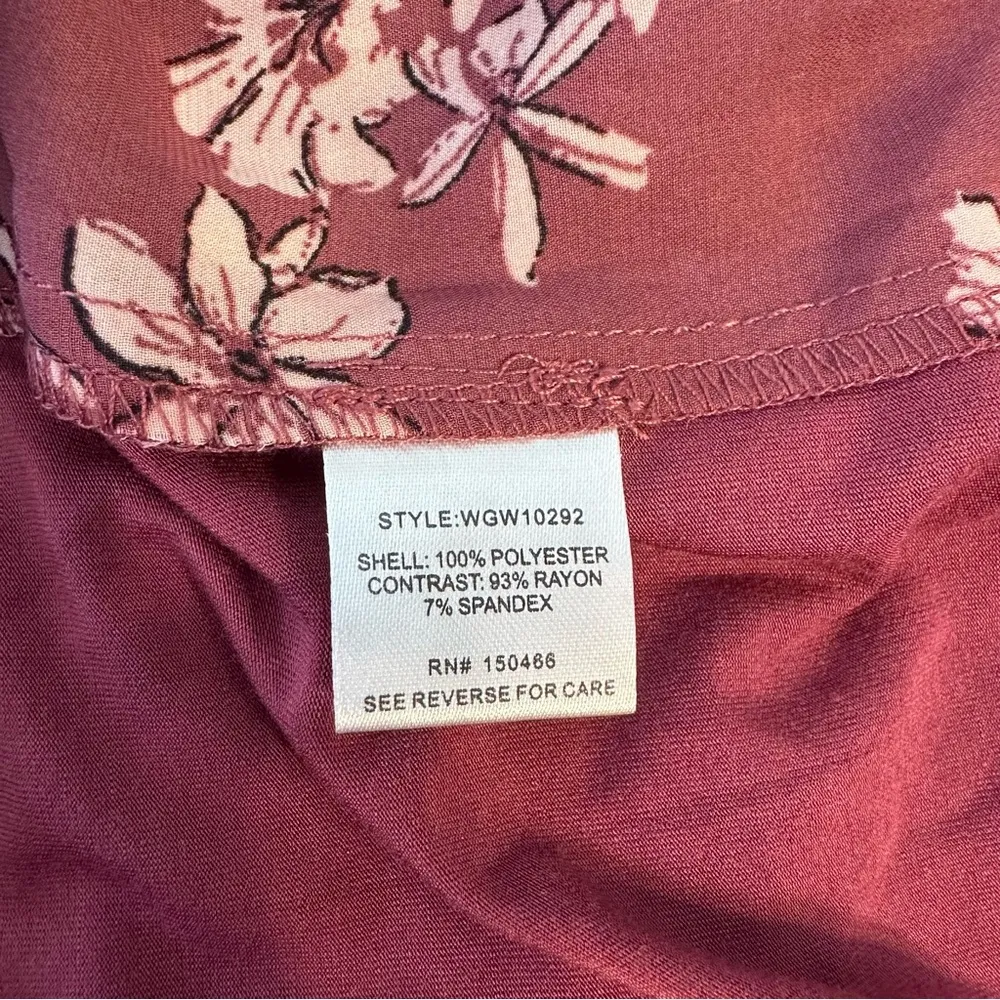 STYLE:WGW10292
SHELL: 100% POLYESTER
CONTRAST: 93% RAYON
7% SPANDEX
RN# 150466
SEE REVERSE FOR CARE